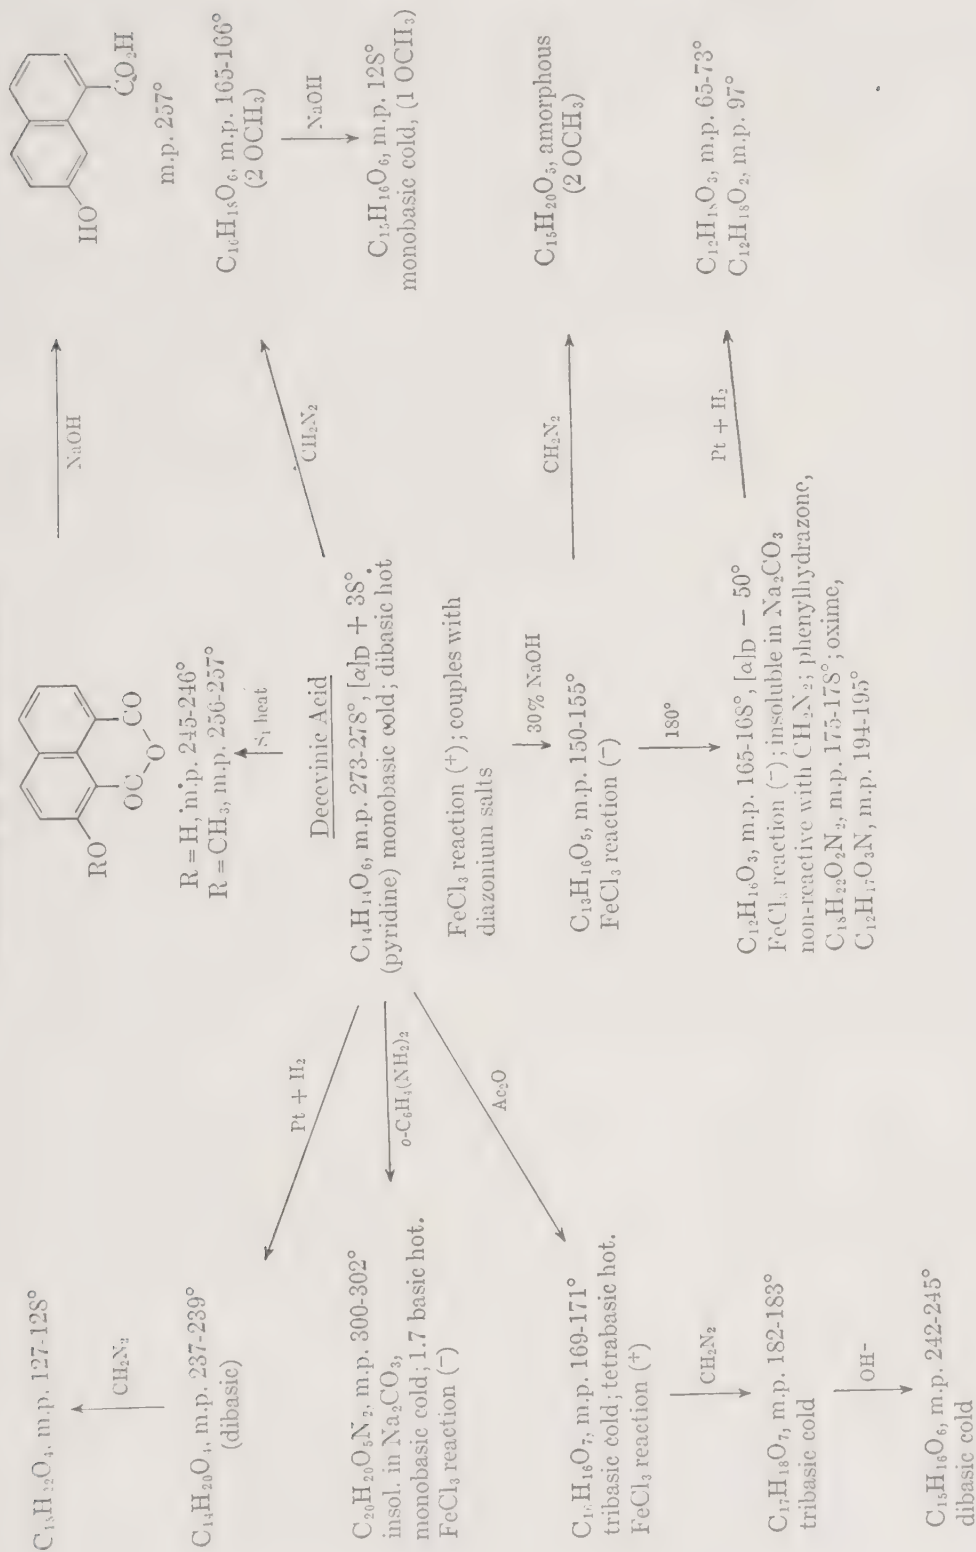 RO
OC
O
CO
R = H, m.p. 245-246°
R = CH₃, m.p. 256-257°
NaOH
HO
CO₂H
m.p. 257°
heat
Decevinic Acid
C₁₄H₁₄O₆, m.p. 273-278°, [α]D + 38°.
(pyridine) monobasic cold; dibasic hot
FeCl₃ reaction (+); couples with
diazonium salts
CH₂N₂
C₁₆H₁₈O₆, m.p. 165-166°
(2 OCH₃)
NaOH
C₁₅H₁₆O₆, m.p. 128°
monobasic cold, (1 OCH₃)
Pt + H₂
C₁₄H₂₀O₄, m.p. 237-239°
(dibasic)
CH₂N₂
C₁₅H₂₂O₄, m.p. 127-128°
o-C₆H₄(NH₂)₂
C₂₀H₂₀O₅N₂, m.p. 300-302°
insol. in Na₂CO₃,
monobasic cold; 1.7 basic hot.
FeCl₃ reaction (-)
Ac₂O
C₁₆H₁₆O₇, m.p. 169-171°
tribasic cold; tetrabasic hot.
FeCl₃ reaction (+)
CH₂N₂
C₁₇H₁₈O₇, m.p. 182-183°
tribasic cold
OH-
C₁₅H₁₆O₆, m.p. 242-245°
dibasic cold
30% NaOH
C₁₃H₁₆O₅, m.p. 150-155°
FeCl₃ reaction (-)
CH₂N₂
C₁₅H₂₀O₅, amorphous
(2 OCH₃)
180°
C₁₂H₁₆O₃, m.p. 165-168°, [α]D - 50°
FeCl₃ reaction (-); insoluble in Na₂CO₃
non-reactive with CH₂N₂; phenylhydrazone,
C₁₈H₂₂O₂N₂, m.p. 175-178°; oxime,
C₁₂H₁₇O₃N, m.p. 194-195°
Pt + H₂
C₁₂H₁₈O₃, m.p. 65-73°
C₁₂H₁₈O₂, m.p. 97°